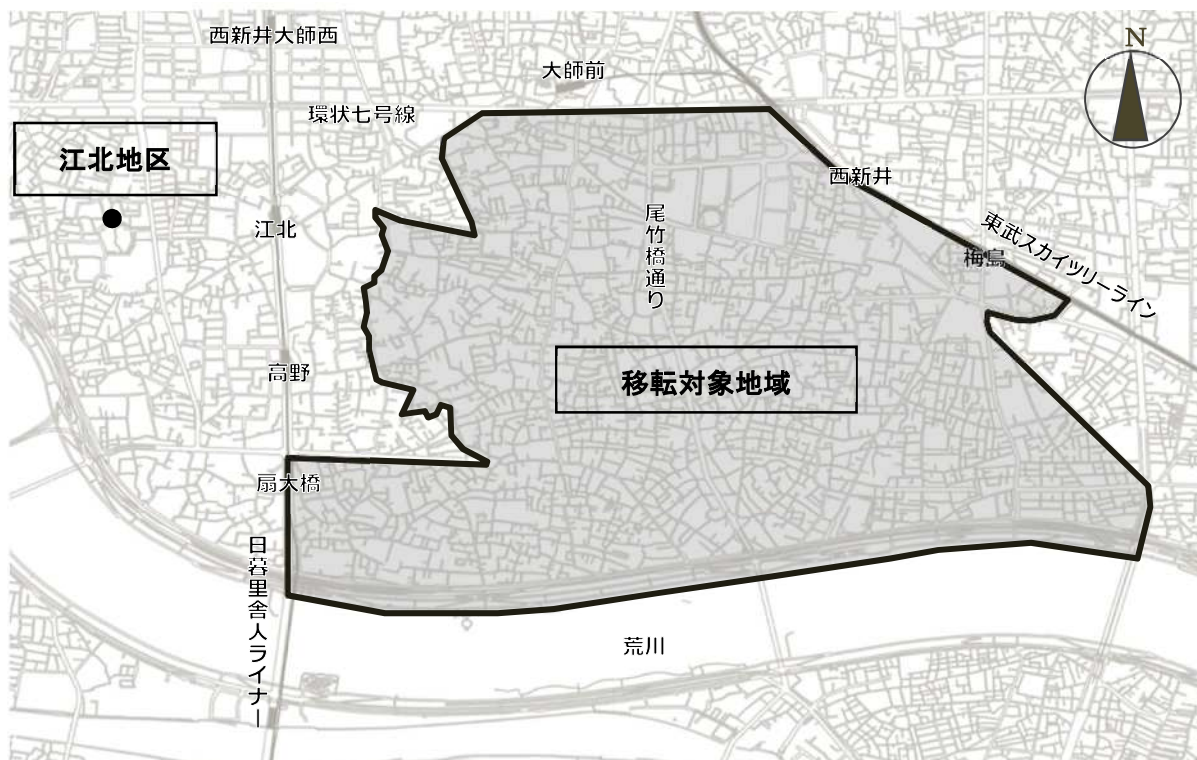 西新井大師西
N
大師前
環状七号線
江北地区
西新井
尾竹橋通り
江北
東武スカイツリーライン
梅島
高野
移転対象地域
扇大橋
日暮里舎人ライナー
荒川